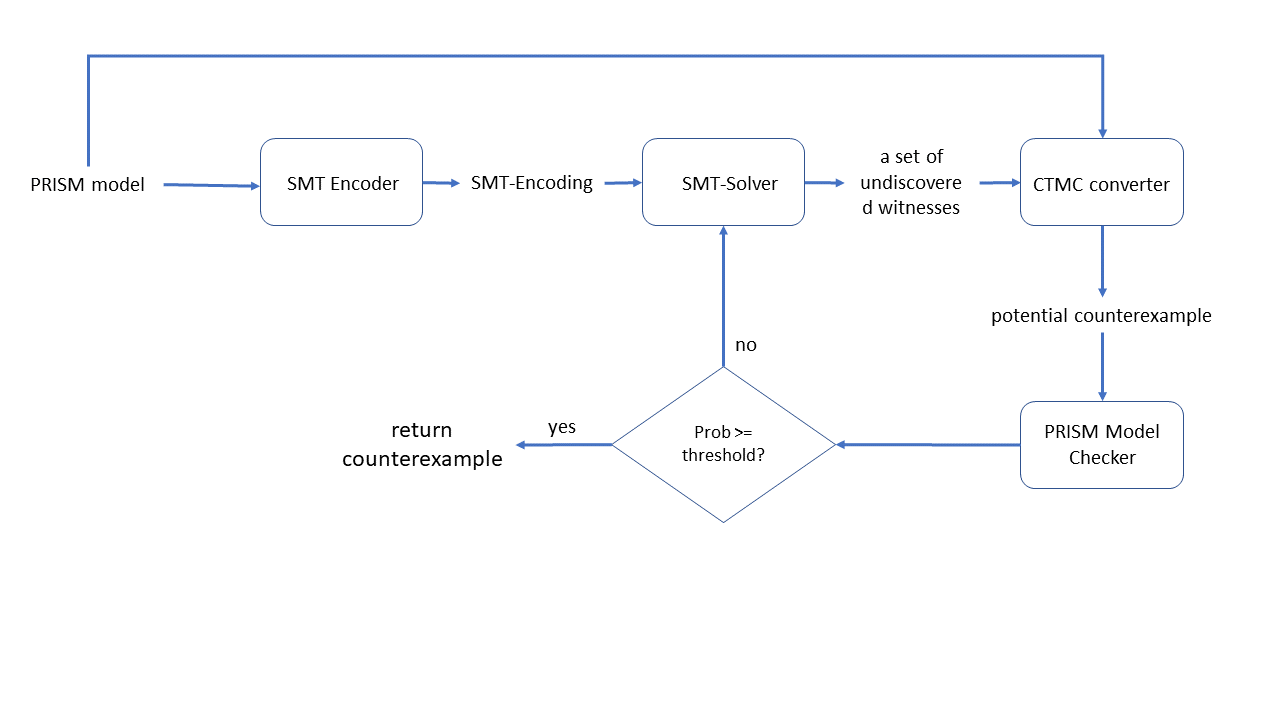 PRISM model
SMT Encoder
SMT-Encoding
SMT-Solver
a set of
undiscovere
d witnesses
CTMC converter
potential counterexample
PRISM Model
Checker
Prob >=
threshold?
no
yes
return
counterexample